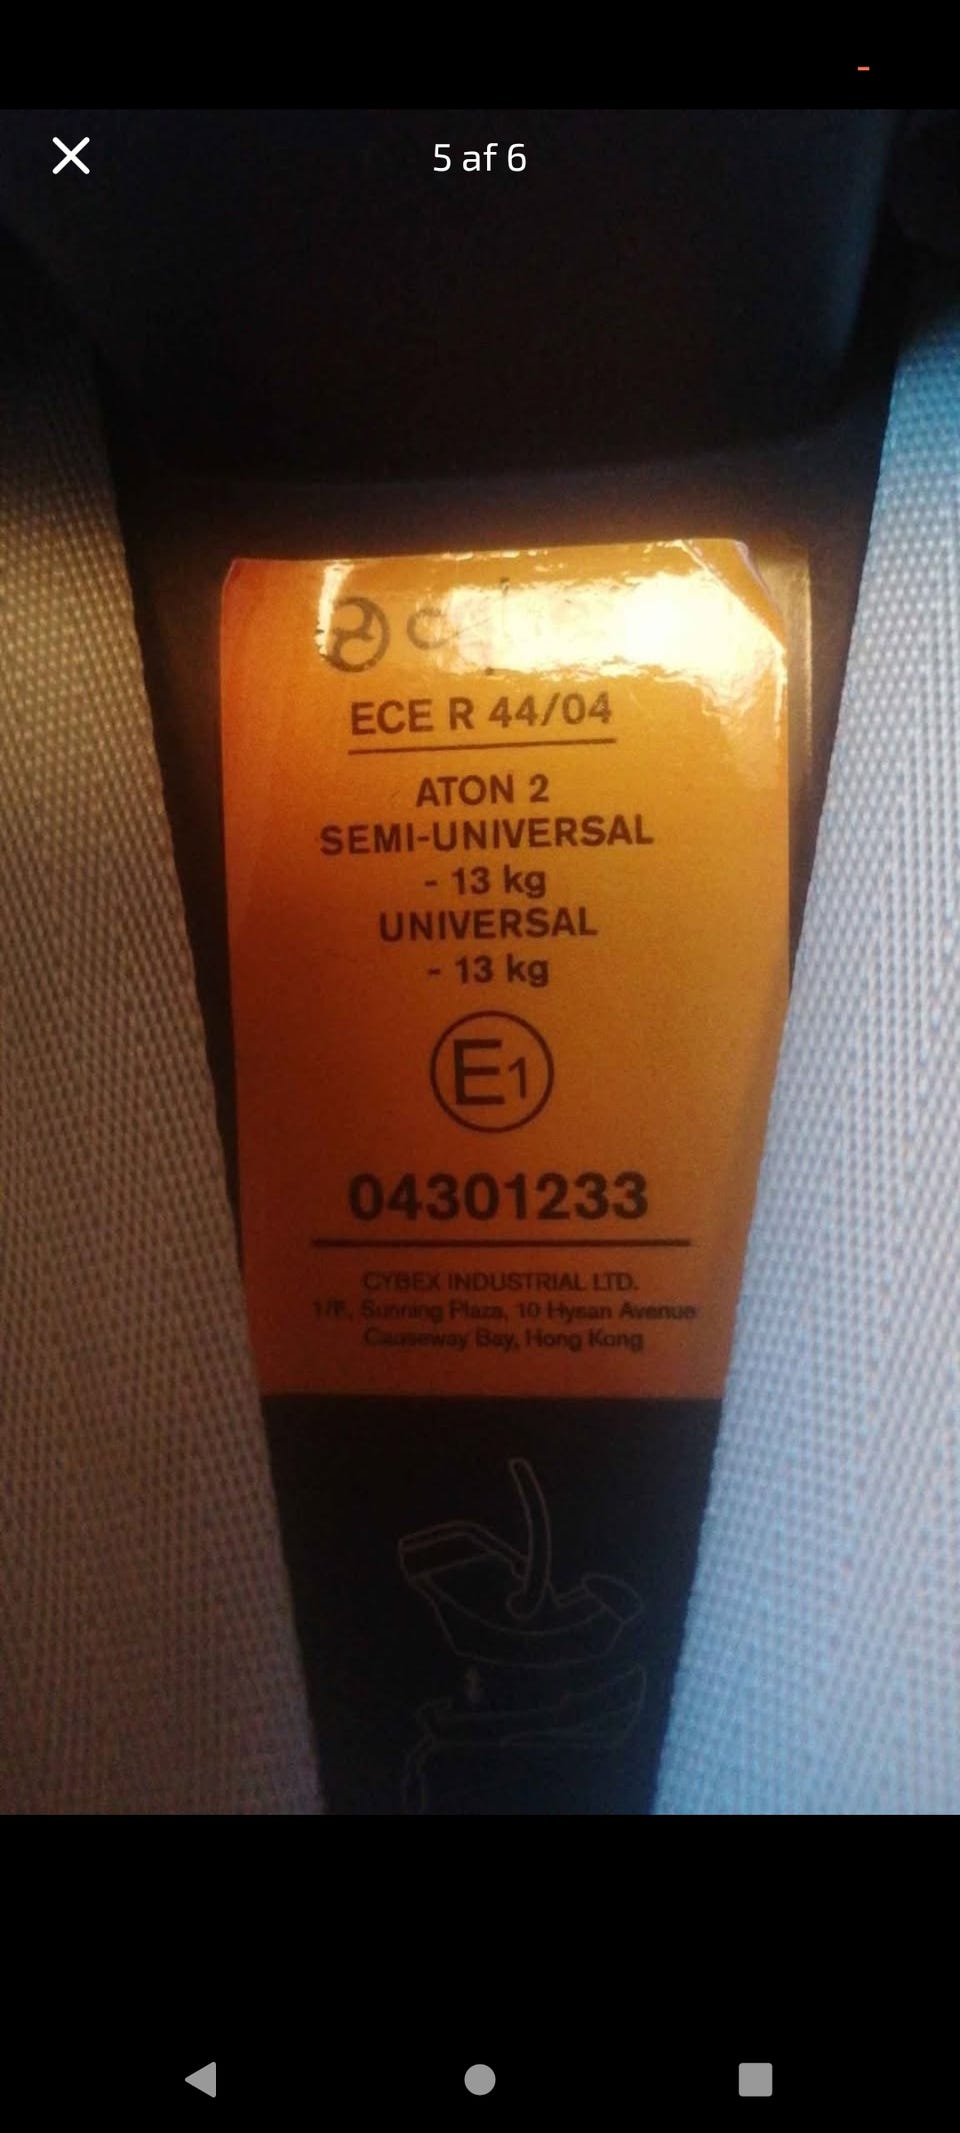 5 af 6
ECE R 44/04
ATON 2
SEMI-UNIVERSAL
- 13 kg
UNIVERSAL
- 13 kg
E1
04301233
CYBEX INDUSTRIAL LTD.
1/F, Sunning Plaza, 10 Hysan Avenue
Causeway Bay, Hong Kong